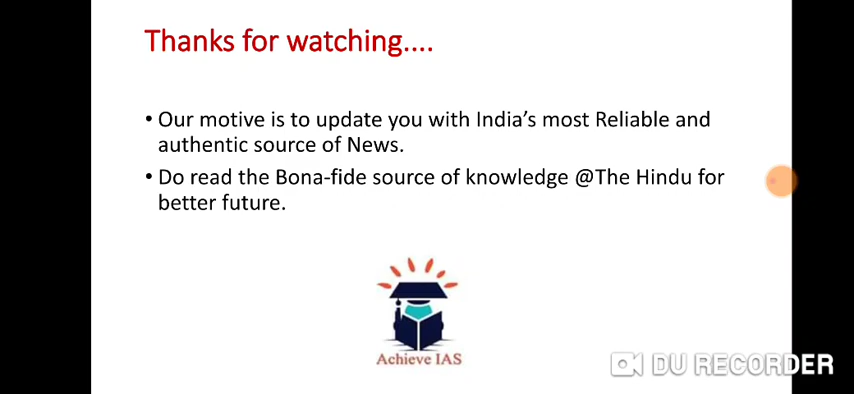 Thanks for watching....
• Our motive is to update you with India's most Reliable and
authentic source of News.
• Do read the Bona-fide source of knowledge @The Hindu for
better future.
Achieve IAS
DU RECORDER